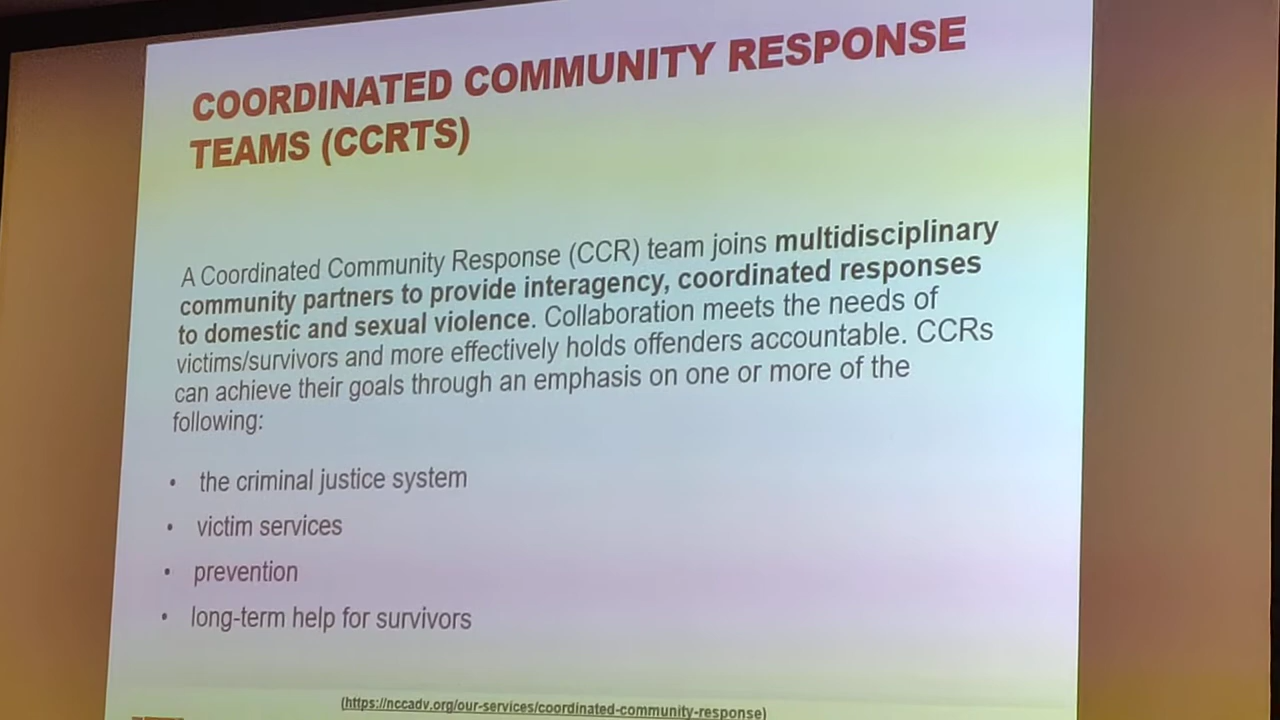 COORDINATED COMMUNITY RESPONSE
TEAMS (CCRTS)
A Coordinated Community Response (CCR) team joins multidisciplinary
community partners to provide interagency, coordinated responses
to domestic and sexual violence. Collaboration meets the needs of
victims/survivors and more effectively holds offenders accountable. CCRs
can achieve their goals through an emphasis on one or more of the
following:
• the criminal justice system
• victim services
• prevention
• long-term help for survivors
(https://nccadv.org/our-services/coordinated-community-response)